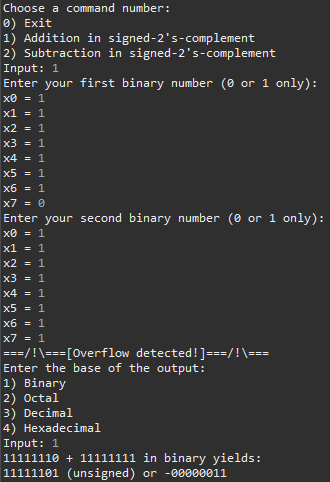 Choose a command number:
0) Exit
1) Addition in signed-2's-complement
2) Subtraction in signed-2's-complement
Input: 1
Enter your first binary number (0 or 1 only):
x0 = 1
x1 = 1
x2 = 1
x3 = 1
x4 = 1
x5 = 1
x6 = 1
x7 = 0
Enter your second binary number (0 or 1 only):
x0 = 1
x1 = 1
x2 = 1
x3 = 1
x4 = 1
x5 = 1
x6 = 1
x7 = 1
===/!\===[Overflow detected!]===/!\===
Enter the base of the output:
1) Binary
2) Octal
3) Decimal
4) Hexadecimal
Input: 1
11111110 + 11111111 in binary yields:
11111101 (unsigned) or -00000011